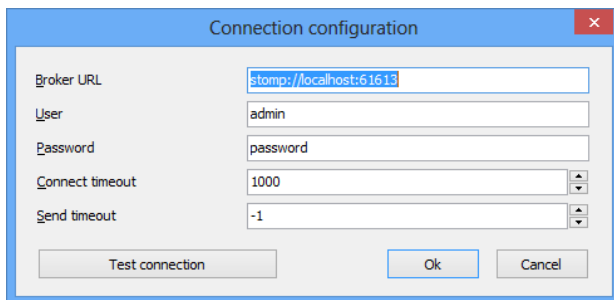 Connection configuration
Broker URL stomp://localhost:61613
User admin
Password password
Connect timeout 1000
Send timeout -1
Test connection Ok Cancel